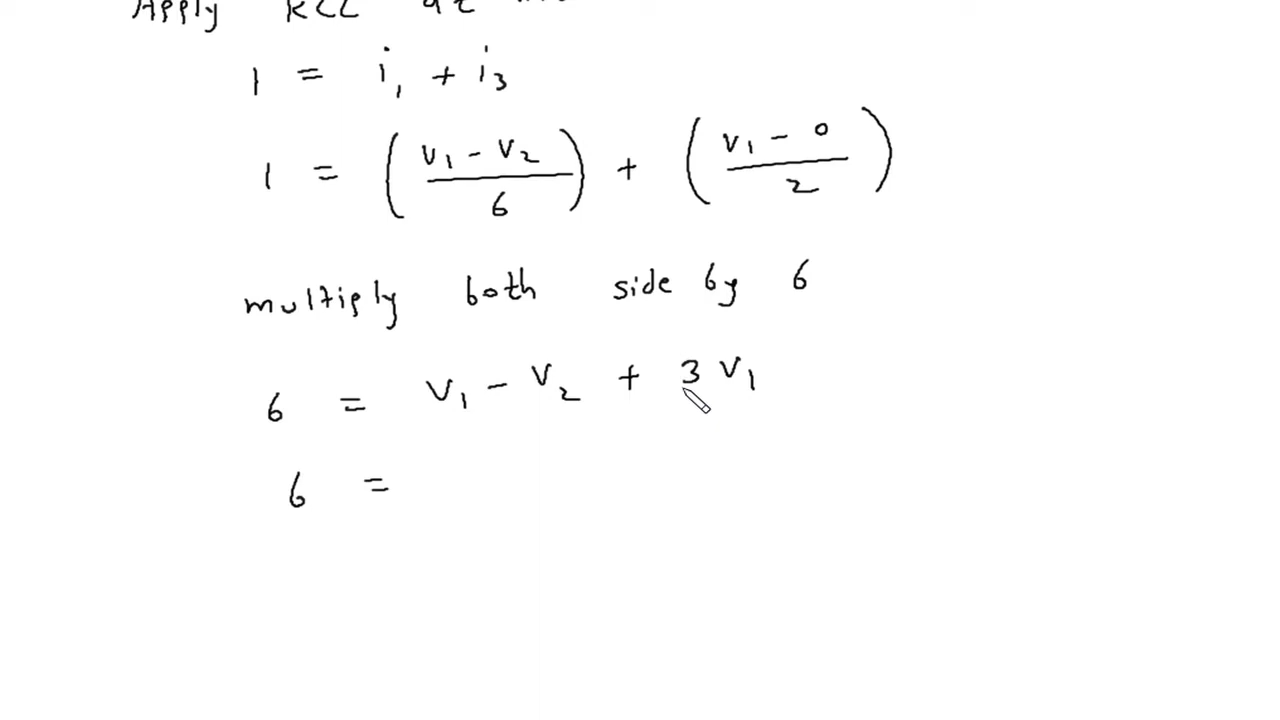 Apply KCL at
1 = i₁ + i₃
1 = ( (v₁ - v₂) / 6 ) + ( (v₁ - 0) / 2 )
multiply both side by 6
6 = v₁ - v₂ + 3 v₁
6 =